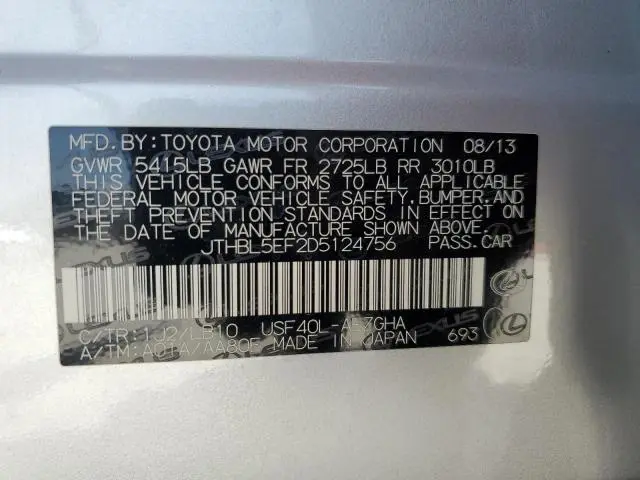 MFD.BY:TOYOTA MOTOR CORPORATION 08/13
GVWR 5415LB GAWR FR 2725LB RR 3010LB
THIS VEHICLE CONFORMS TO ALL APPLICABLE
FEDERAL MOTOR VEHICLE SAFETY,BUMPER,AND
THEFT PREVENTION STANDARDS IN EFFECT ON
THE DATE OF MANUFACTURE SHOWN ABOVE.
JTHBL5EF2D5124756 PASS.CAR
C/TR:1J2/LB10 USF40L-AEZGHA
A/TM:A01A/AA80F MADE IN JAPAN 693
LEXUS